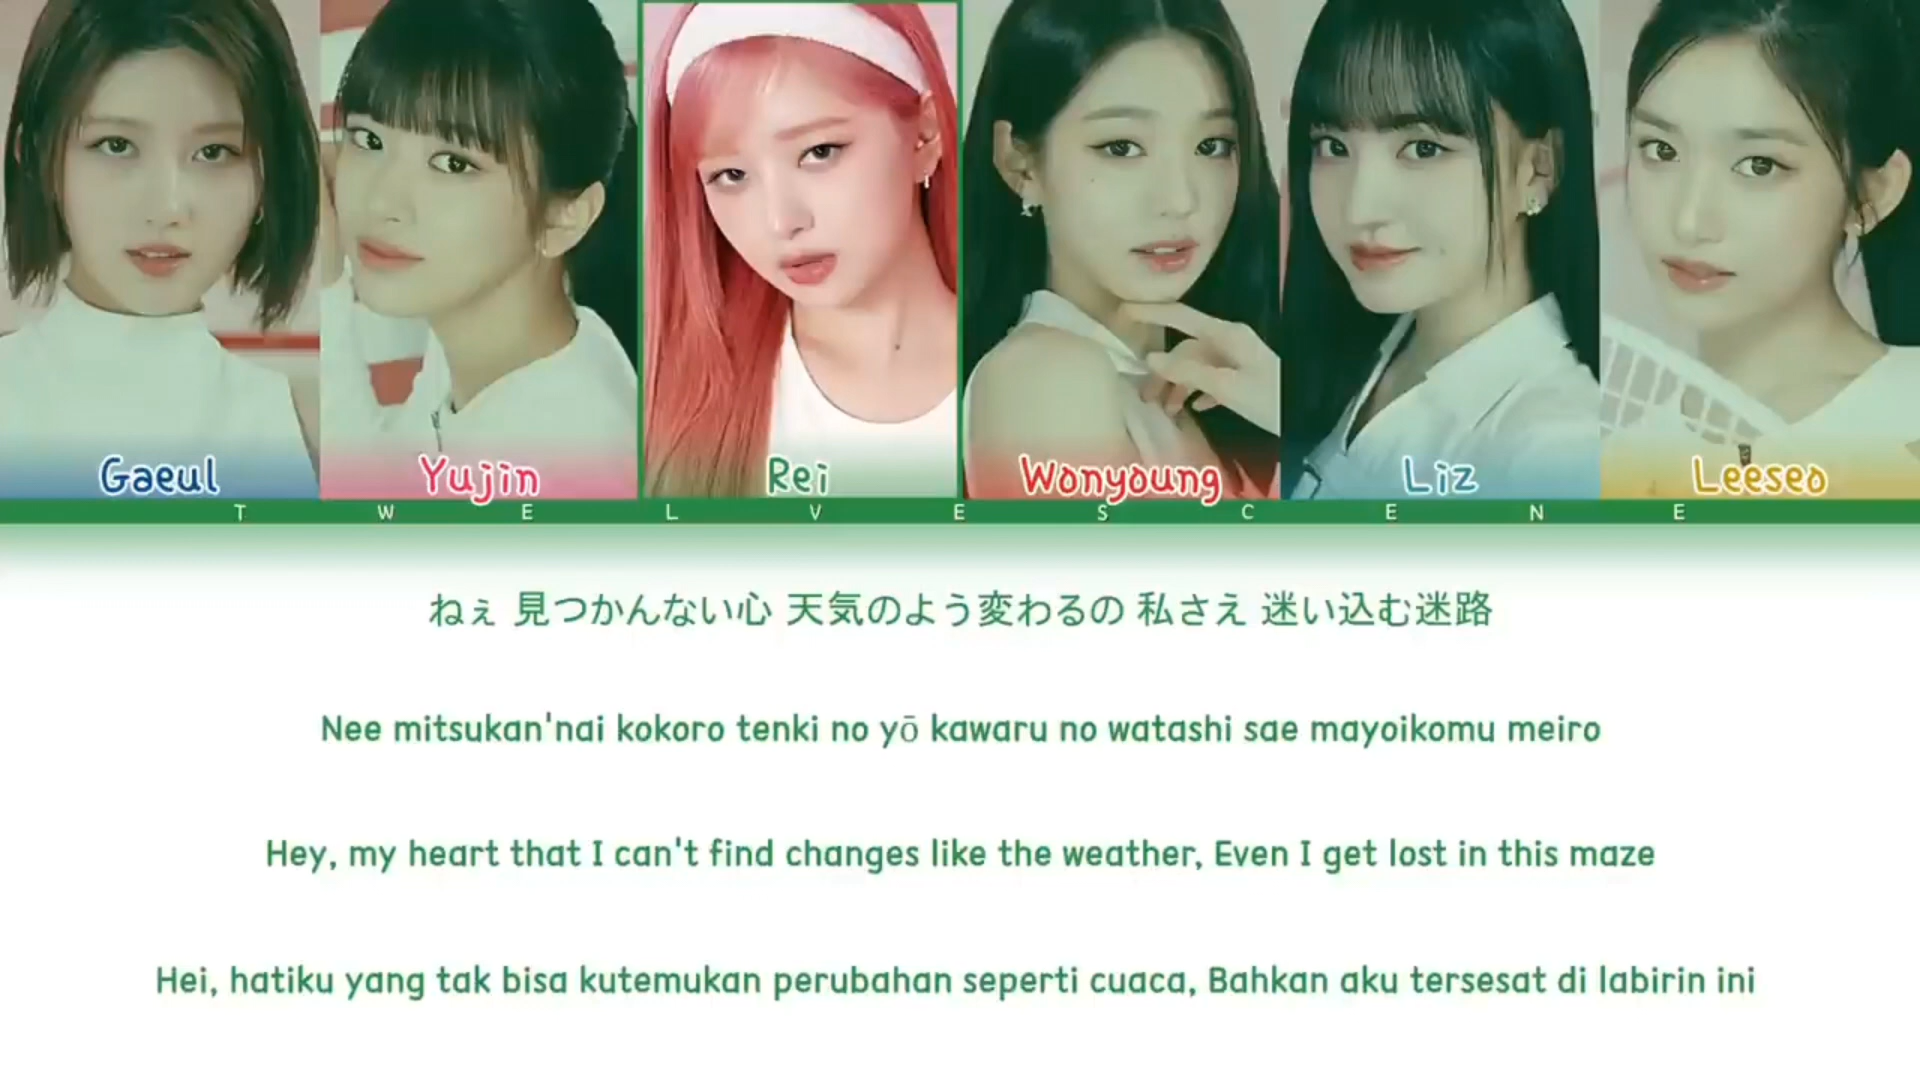 Gaeul Yujin Rei Wonyoung Liz Leeseo
TWELVESCENE
ねぇ 見つかんない心 天気のよう変わるの 私さえ 迷い込む迷路
Nee mitsukan'nai kokoro tenki no yō kawaru no watashi sae mayoikomu meiro
Hey, my heart that I can't find changes like the weather, Even I get lost in this maze
Hei, hatiku yang tak bisa kutemukan perubahan seperti cuaca, Bahkan aku tersesat di labirin ini